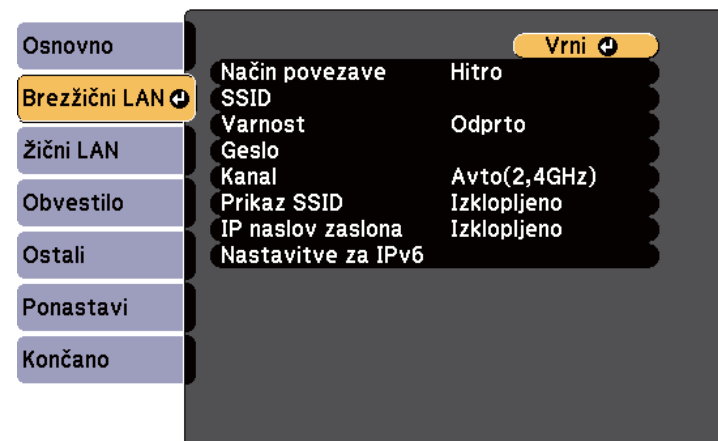 Osnovno
Brezžični LAN
Žični LAN
Obvestilo
Ostali
Ponastavi
Končano
Vrni
Način povezave Hitro
SSID
Varnost Odprto
Geslo
Kanal Avto(2,4GHz)
Prikaz SSID Izklopljeno
IP naslov zaslona Izklopljeno
Nastavitve za IPv6